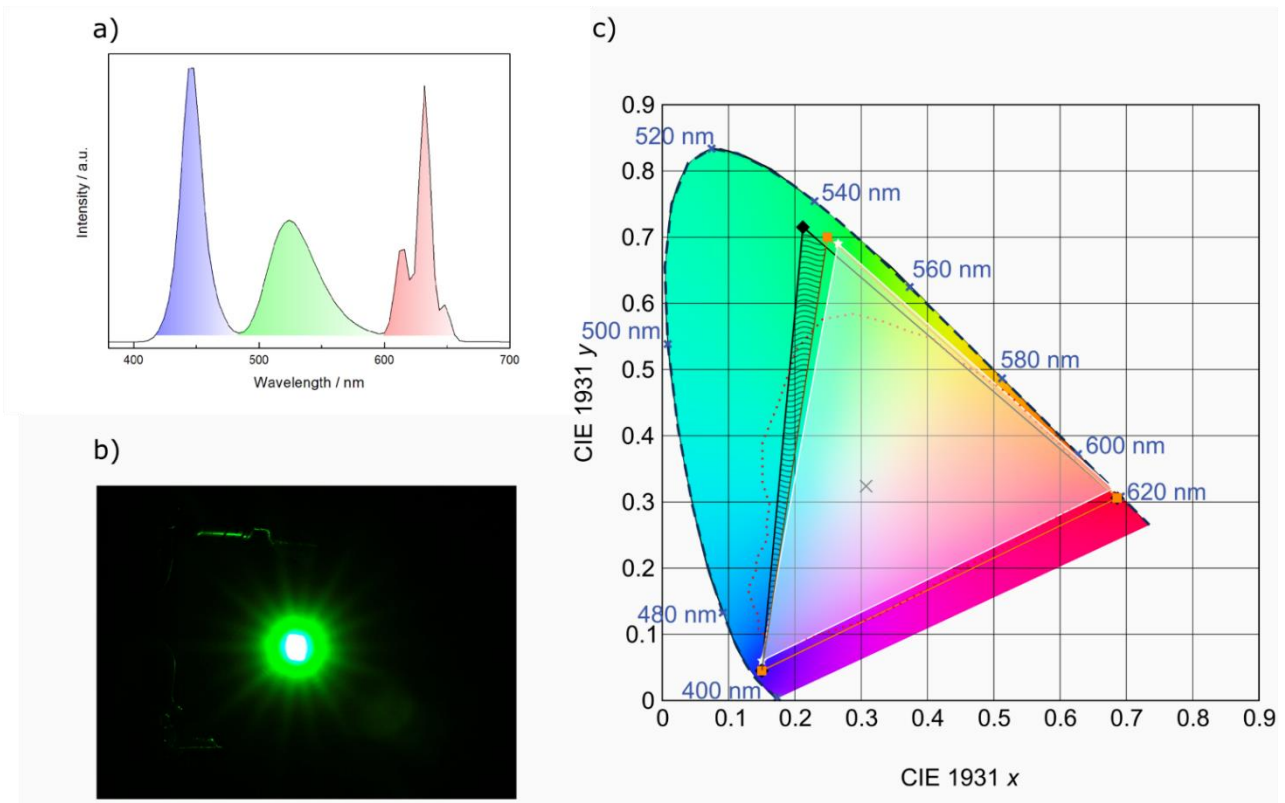 a)
Intensity / a.u.
400 500 600 700
Wavelength / nm
b)
c)
0.9
0.8
0.7
0.6
0.5
0.4
0.3
0.2
0.1
0
CIE 1931 y
520 nm
540 nm
560 nm
500 nm
580 nm
600 nm
620 nm
480 nm
400 nm
0 0.1 0.2 0.3 0.4 0.5 0.6 0.7 0.8 0.9
CIE 1931 x